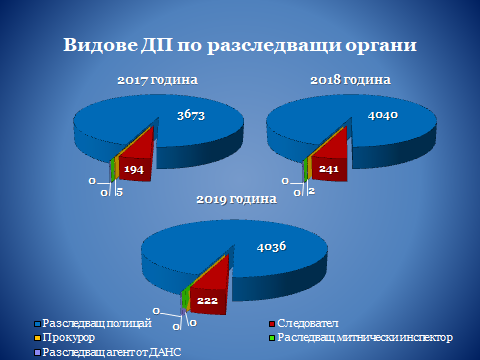 Видове ДП по разследващи органи
2017 година
2018 година
3673
4040
194
241
0
0
5
0
0
2
2019 година
4036
222
0
0
0
Разследващ полицай
Следовател
Прокурор
Разследващ митнически инспектор
Разследващ агент от ДАНС